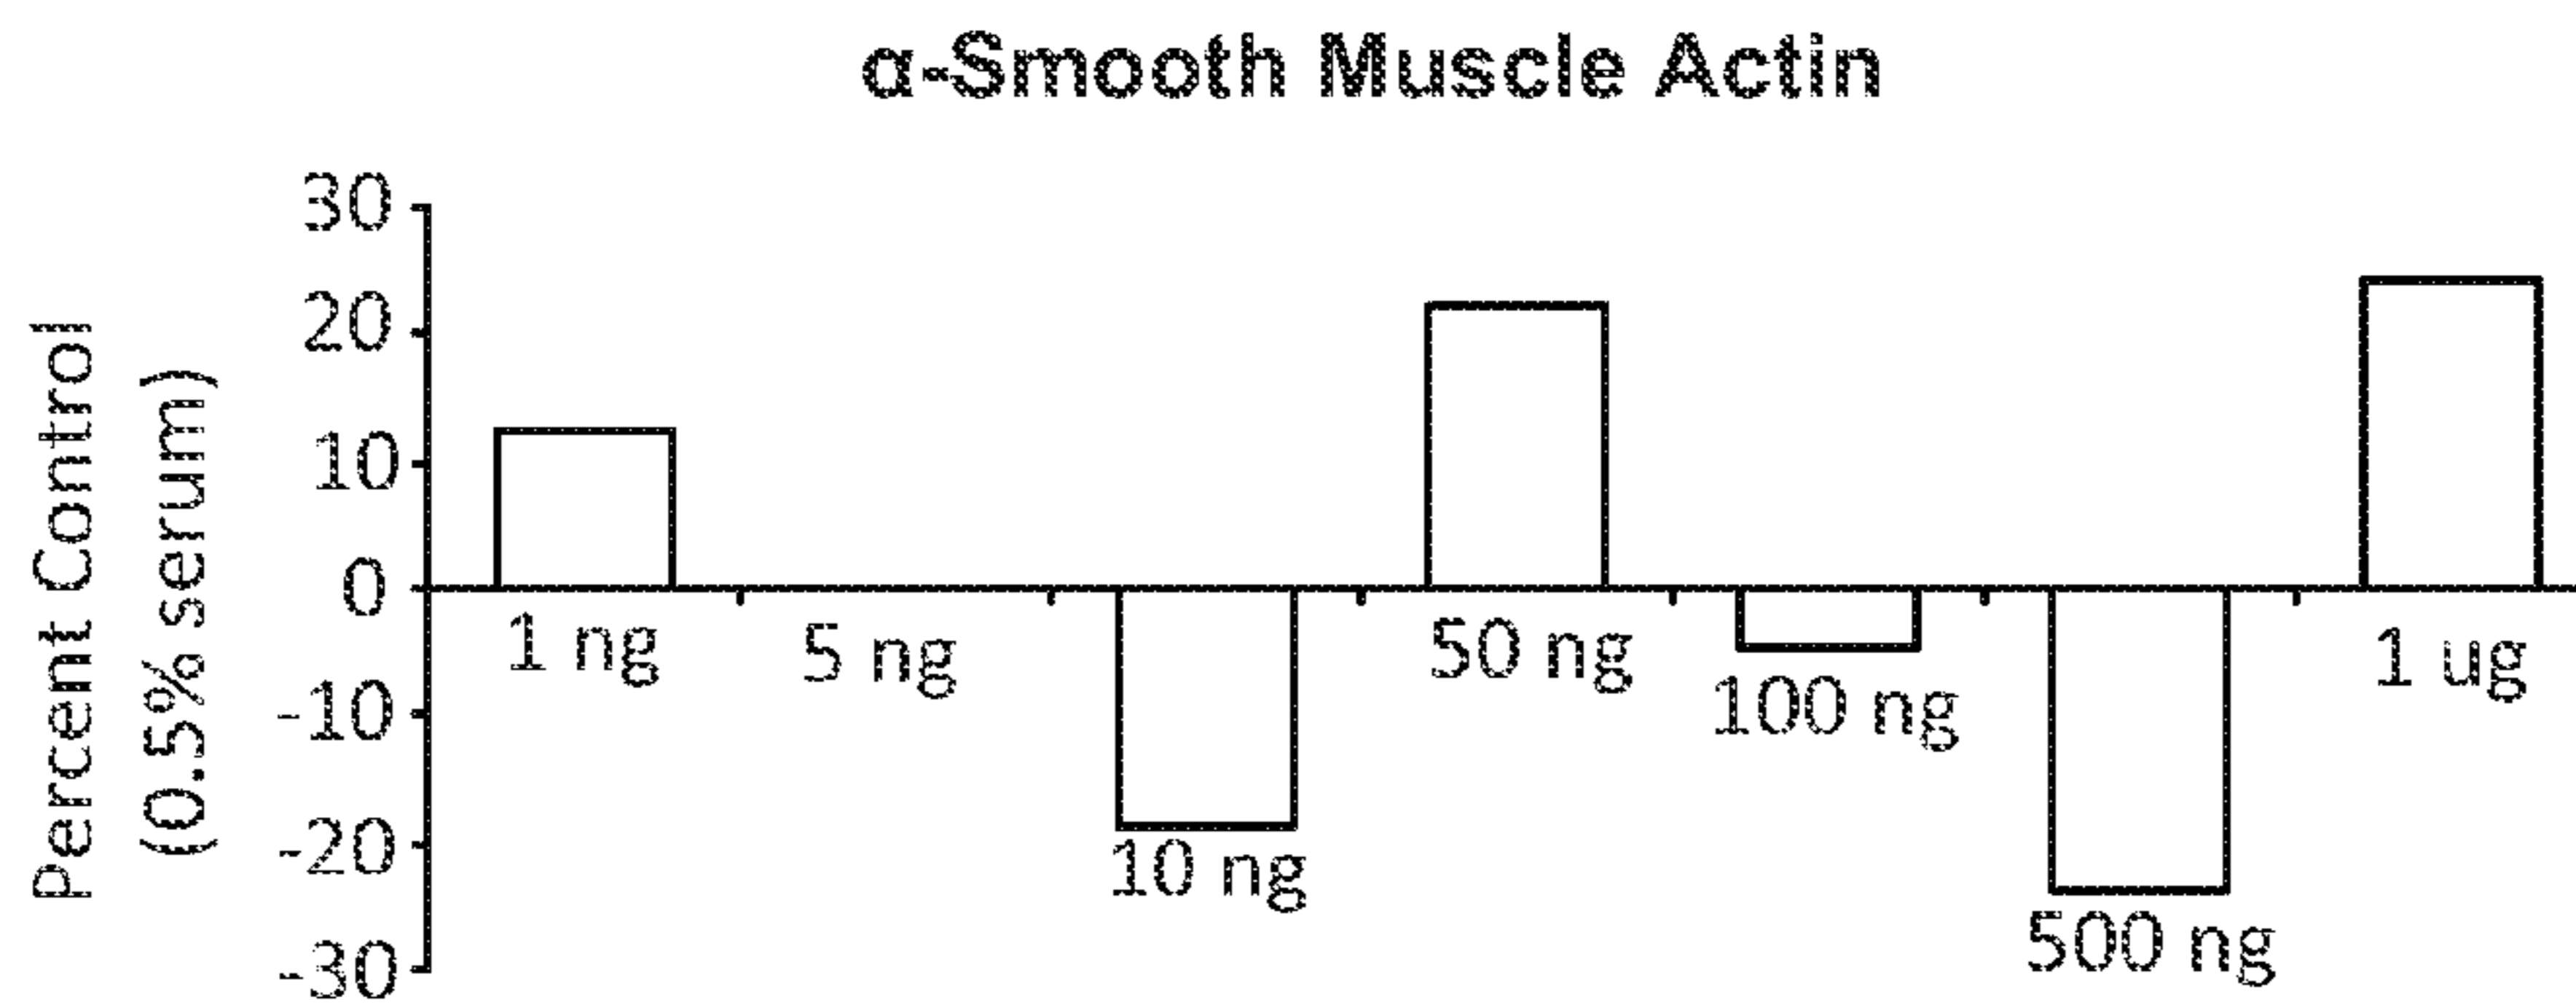 α-Smooth Muscle Actin
Percent Control
(0.5% serum)
30
20
10
0
-10
-20
-30
1 ng
5 ng
10 ng
50 ng
100 ng
500 ng
1 ug